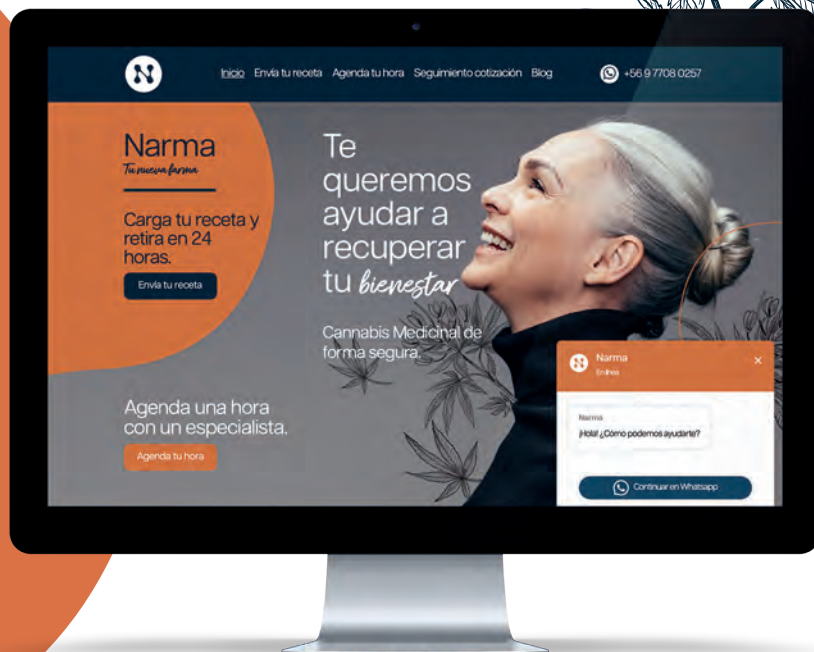 N
Inicio Envía tu receta Agenda tu hora Seguimiento cotización Blog
+56 9 7708 0257
Narma
Tu nueva farma
Carga tu receta y
retira en 24
horas.
Envía tu receta
Te
queremos
ayudar a
recuperar
tu bienestar
Cannabis Medicinal de
forma segura.
Agenda una hora
con un especialista.
Agenda tu hora
N
Narma
En línea
Narma
¡Hola! ¿Cómo podemos ayudarte?
Continuar en Whatsapp